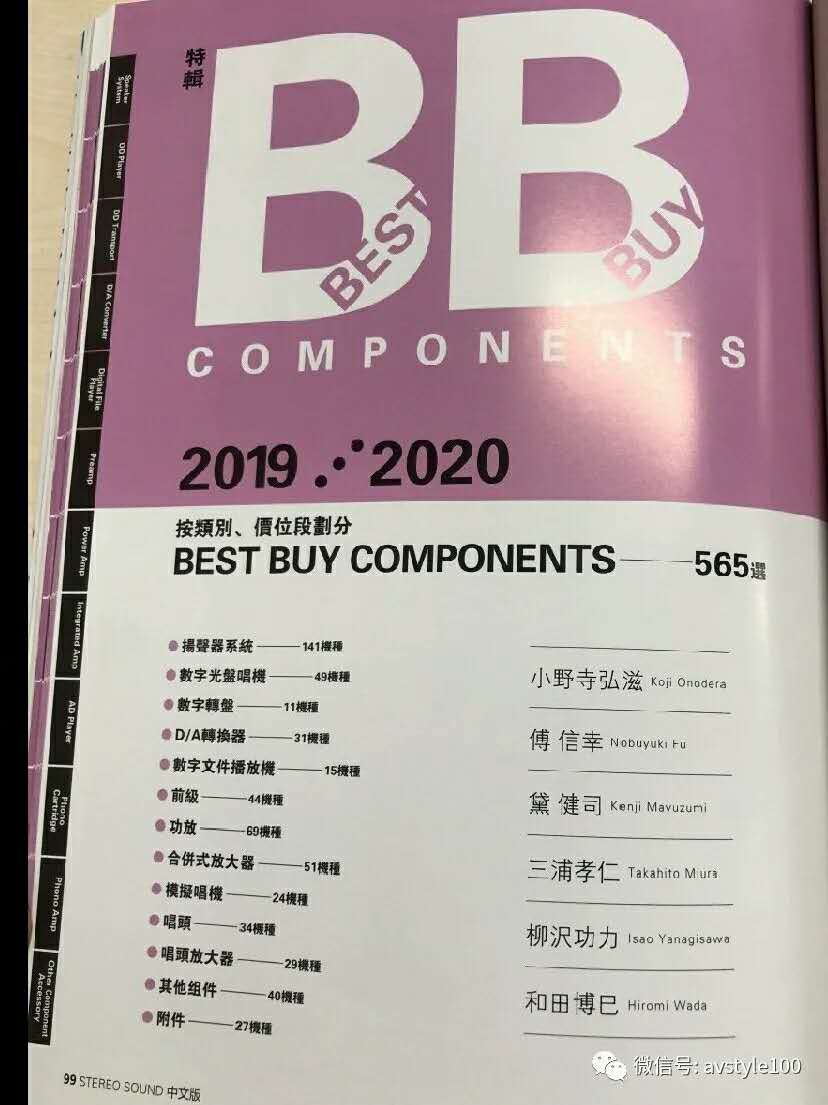 特輯
BB
BEST
BUY
COMPONENTS
2019 2020
按類別、價位段劃分
BEST BUY COMPONENTS——565選
●揚聲器系統——141機種
●數字光盤唱機——49機種
●數字轉盤——11機種
●D/A轉換器——31機種
●數字文件播放機——15機種
●前級——44機種
●功放——69機種
●合併式放大器——51機種
●模擬唱機——24機種
●唱頭——34機種
●唱頭放大器——29機種
●其他组件——40機種
●附件——27機種
小野寺弘滋 Koji Onodera
傅 信幸 Nobuyuki Fu
黛 健司 Kenji Mayuzumi
三浦孝仁 Takahito Miura
柳沢功力 Isao Yanagisawa
和田博巳 Hiromi Wada
Speaker
System
DD Player
DD Transport
D/A Converter
Digital File
Player
Preamp
Power Amp
Integrated Amp
AD Player
Phono
Cartridge
Phono Amp
Other Component
Accessory
99 STEREO SOUND 中文版
微信号: avstyle100